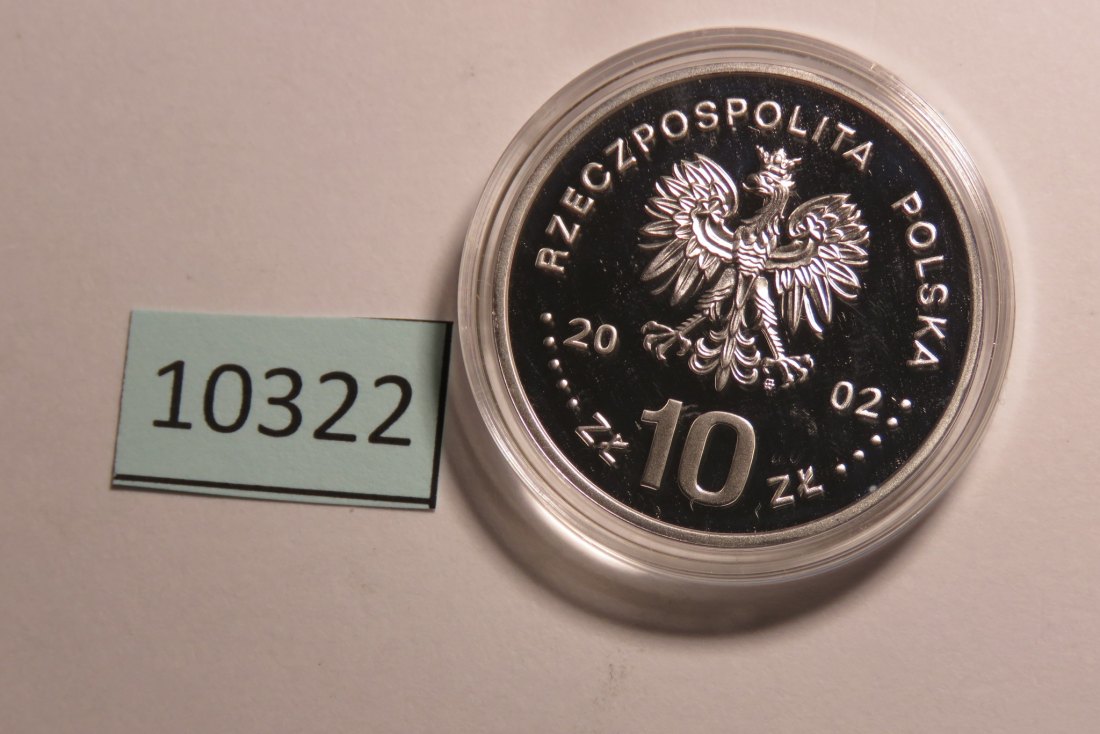 10322
RZECZPOSPOLITA POLSKA
20 02
ZŁ 10 ZŁ